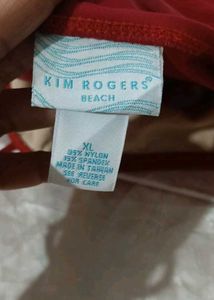 KIM ROGERS®
BEACH
XL
85% NYLON
15% SPANDEX
MADE IN TAIWAN
SEE REVERSE
FOR CARE